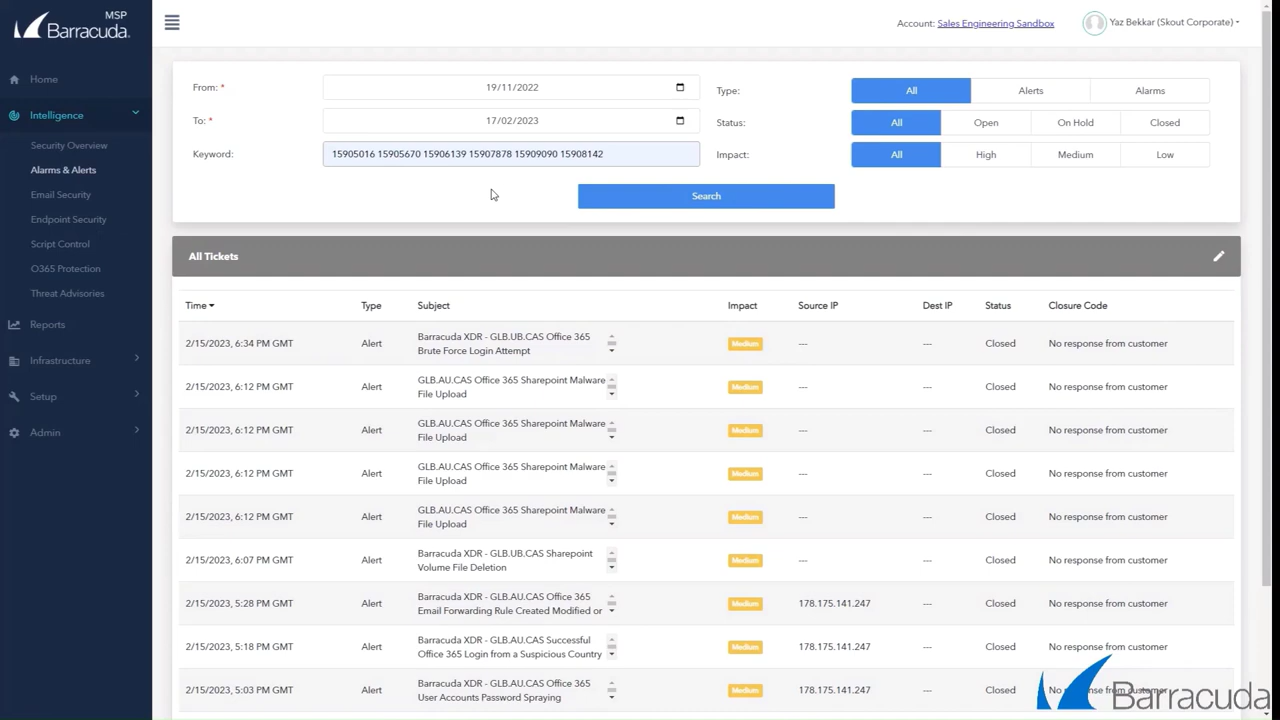 MSP
Barracuda
Account: Sales Engineering Sandbox
Yaz Bekkar (Skout Corporate)
Home
Intelligence
Security Overview
Alarms & Alerts
Email Security
Endpoint Security
Script Control
O365 Protection
Threat Advisories
Reports
Infrastructure
Setup
Admin
From: *
19/11/2022
Type:
All Alerts Alarms
To: *
17/02/2023
Status:
All Open On Hold Closed
Keyword:
15905016 15905670 15906139 15907878 15909090 15908142
Impact:
All High Medium Low
Search
All Tickets
Time Type Subject Impact Source IP Dest IP Status Closure Code
2/15/2023, 6:34 PM GMT Alert Barracuda XDR - GLB.UB.CAS Office 365 Medium --- --- Closed No response from customer
Brute Force Login Attempt
2/15/2023, 6:12 PM GMT Alert GLB.AU.CAS Office 365 Sharepoint Malware Medium --- --- Closed No response from customer
File Upload
2/15/2023, 6:12 PM GMT Alert GLB.AU.CAS Office 365 Sharepoint Malware Medium --- --- Closed No response from customer
File Upload
2/15/2023, 6:12 PM GMT Alert GLB.AU.CAS Office 365 Sharepoint Malware Medium --- --- Closed No response from customer
File Upload
2/15/2023, 6:12 PM GMT Alert GLB.AU.CAS Office 365 Sharepoint Malware Medium --- --- Closed No response from customer
File Upload
2/15/2023, 6:07 PM GMT Alert Barracuda XDR - GLB.UB.CAS Sharepoint Medium --- --- Closed No response from customer
Volume File Deletion
2/15/2023, 5:28 PM GMT Alert Barracuda XDR - GLB.AU.CAS Office 365 Medium 178.175.141.247 --- Closed No response from customer
Email Forwarding Rule Created Modified or
2/15/2023, 5:18 PM GMT Alert Barracuda XDR - GLB.AU.CAS Successful Medium 178.175.141.247 --- Closed No response from customer
Office 365 Login from a Suspicious Country
2/15/2023, 5:03 PM GMT Alert Barracuda XDR - GLB.AU.CAS Office 365 Medium 178.175.141.247 --- Closed No response from customer
User Accounts Password Spraying
Barracuda